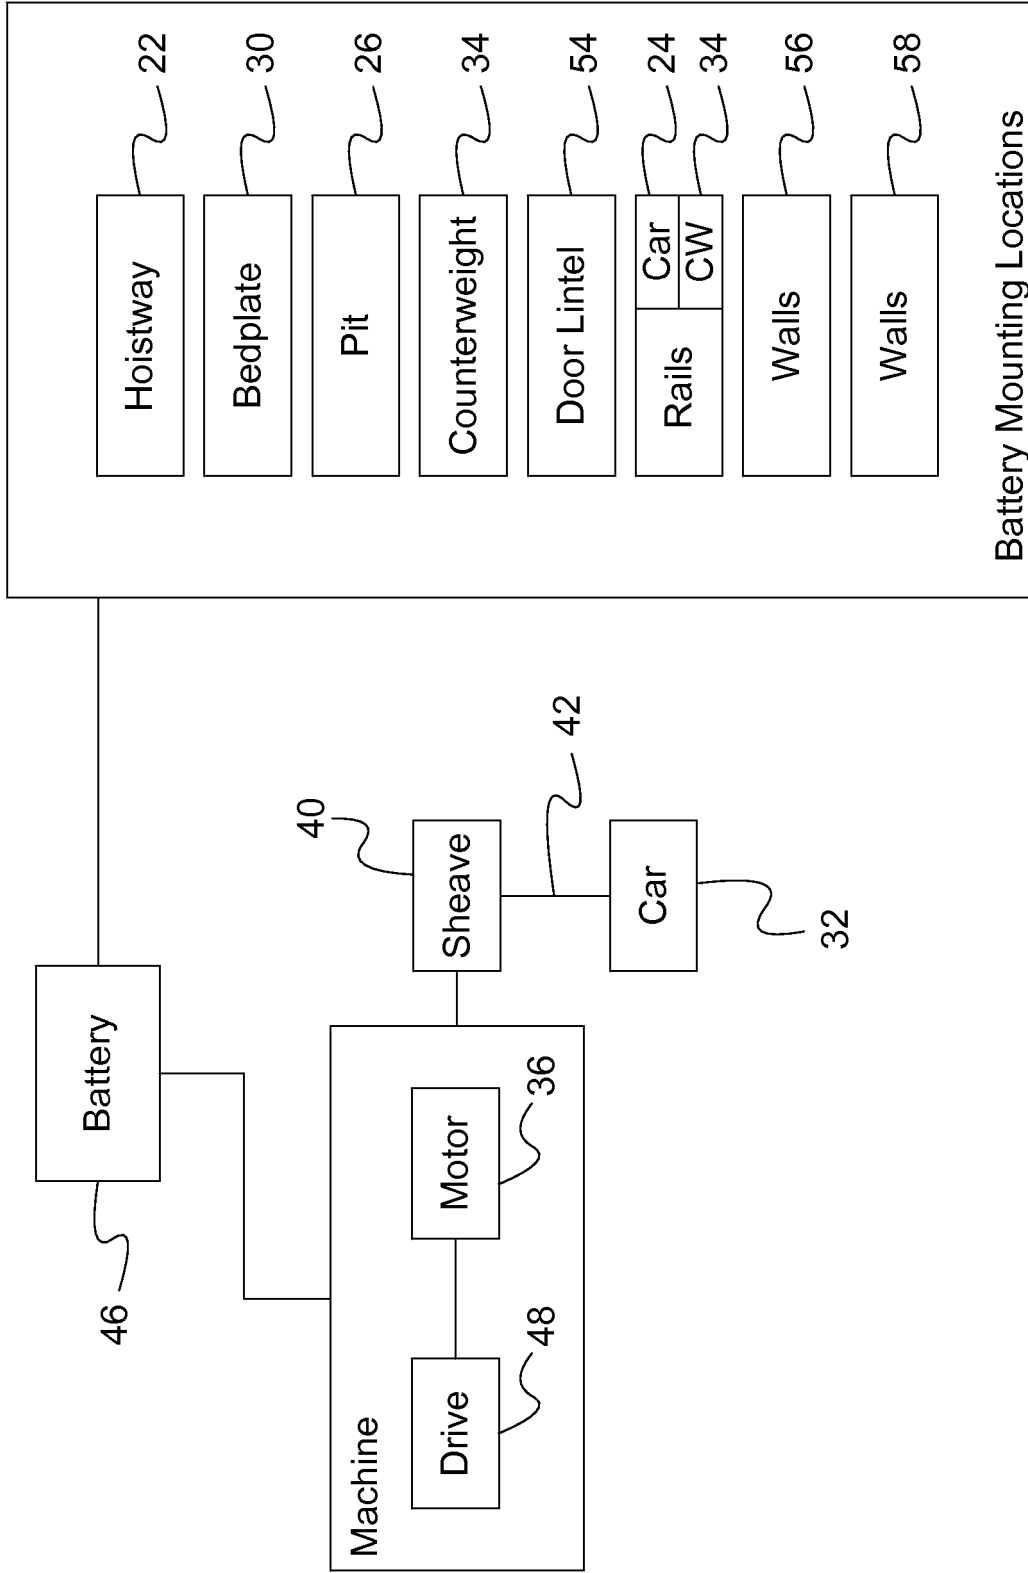 Battery
46
Machine
Drive
48
Motor
36
Sheave
40
42
Car
32
Hoistway
22
Bedplate
30
Pit
26
Counterweight
34
Door Lintel
54
Rails
Car
24
CW
34
Walls
56
Walls
58
Battery Mounting Locations